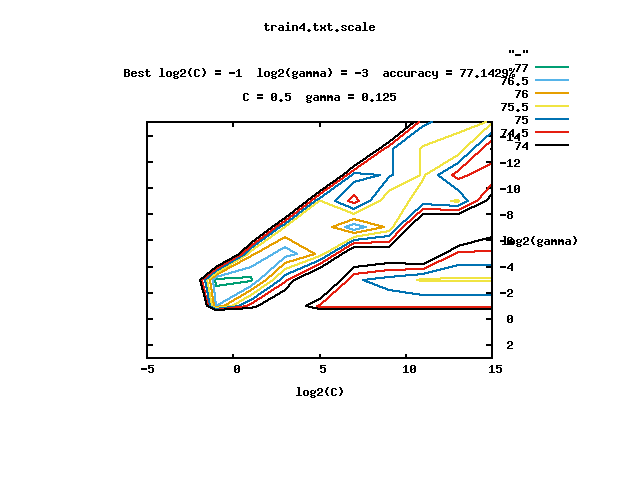 train4.txt.scale
"-"
Best log2(C) = -1  log2(gamma) = -3  accuracy = 77.1429%
77
76.5
C = 0.5  gamma = 0.125
76
75.5
75
74.5
74
-14
-12
-10
-8
-6
log2(gamma)
-4
-2
0
2
-5 0 5 10 15
log2(C)